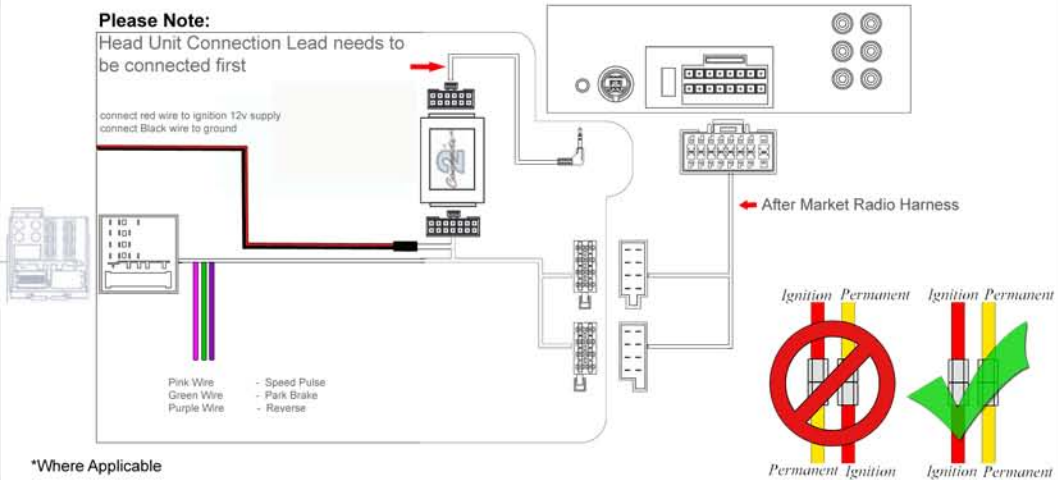 Please Note:
Head Unit Connection Lead needs to
be connected first
connect red wire to ignition 12v supply
connect Black wire to ground
After Market Radio Harness
Ignition Permanent
Ignition Permanent
Pink Wire - Speed Pulse
Green Wire - Park Brake
Purple Wire - Reverse
Permanent Ignition
Ignition Permanent
*Where Applicable